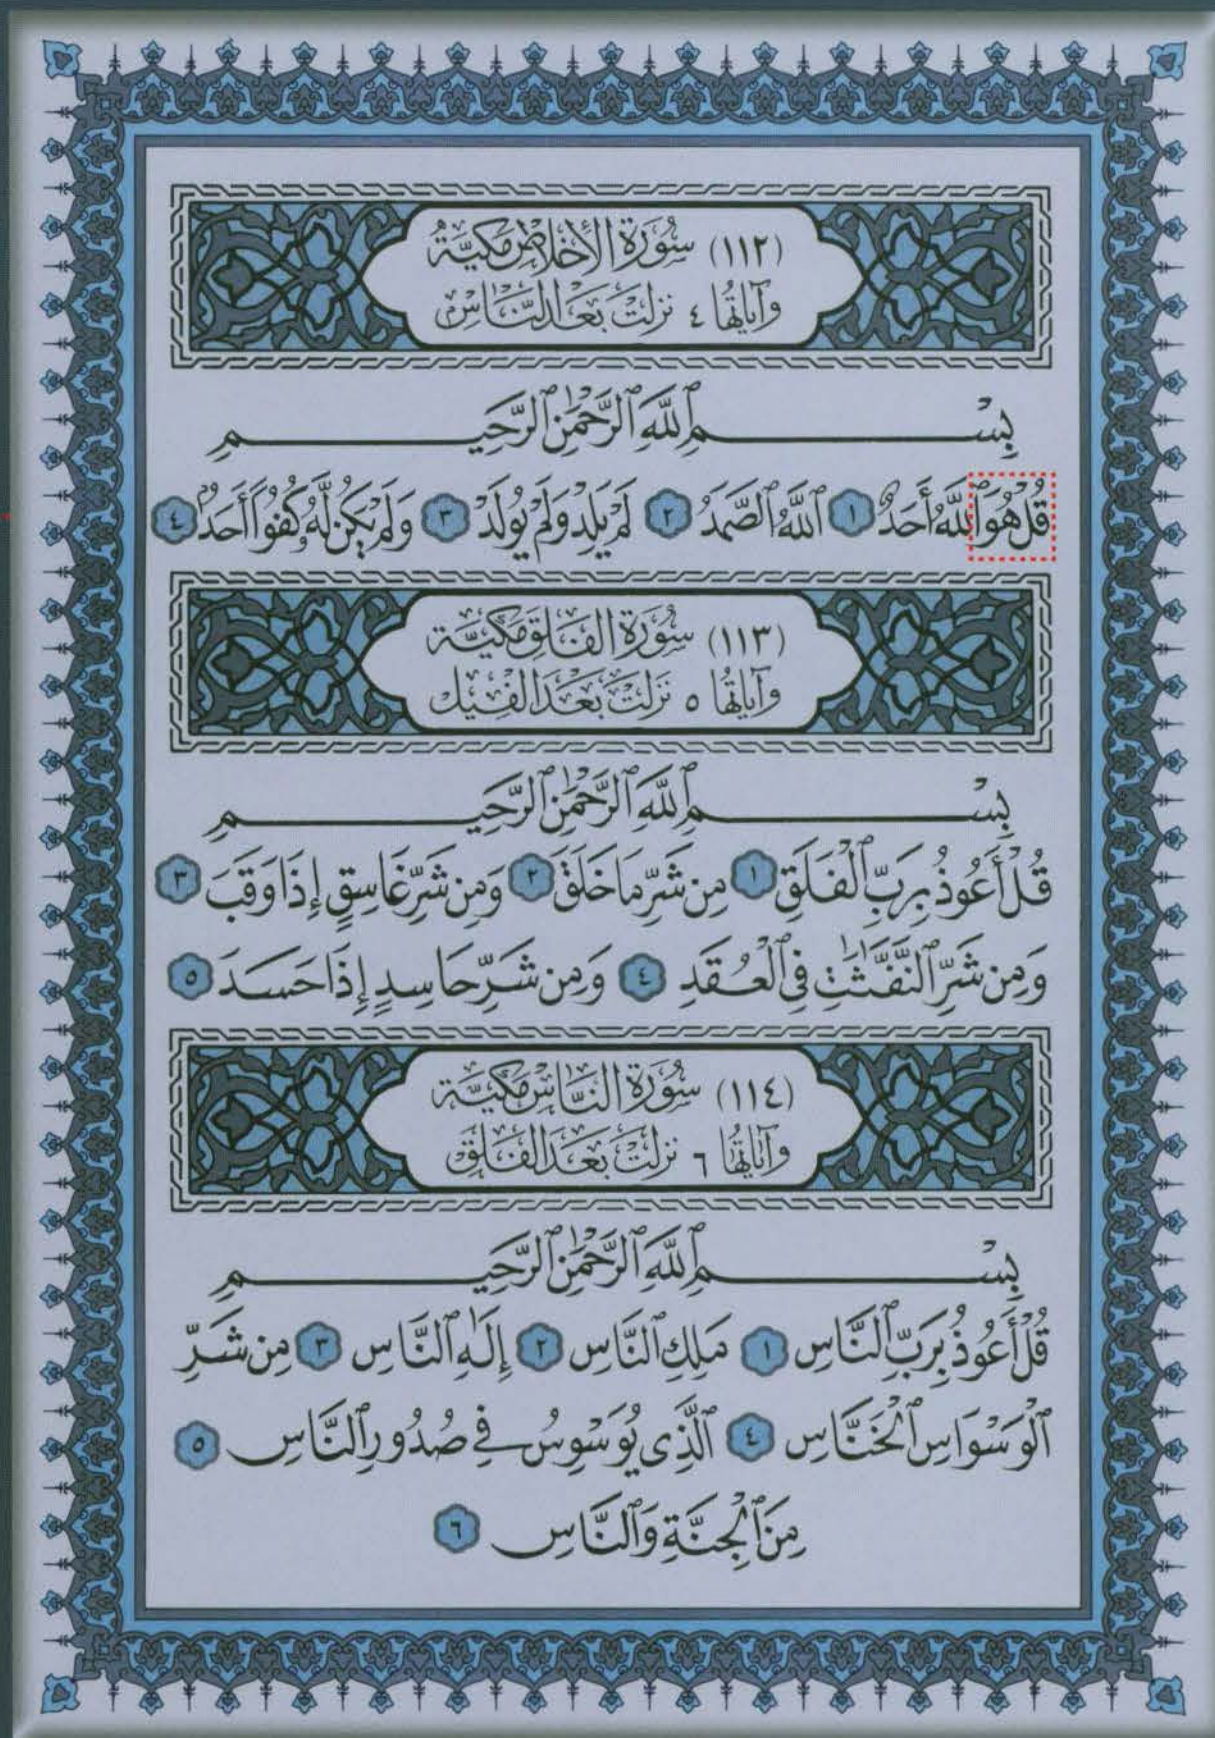 (١١٢) سُورَة الإخلاص مَكيَّة
وآياتها ٤ نزلت بعد الناس
بِسْمِ ٱللَّهِ ٱلرَّحْمَٰنِ ٱلرَّحِيمِ
قُلْ هُوَ ٱللَّهُ أَحَدٌ ١ ٱللَّهُ ٱلصَّمَدُ ٢ لَمْ يَلِدْ وَلَمْ يُولَدْ ٣ وَلَمْ يَكُن لَّهُۥ كُفُوًا أَحَدٌۢ ٤
(١١٣) سُورَة الفلق مَكيَّة
وآياتها ٥ نزلت بعد الفيل
بِسْمِ ٱللَّهِ ٱلرَّحْمَٰنِ ٱلرَّحِيمِ
قُلْ أَعُوذُ بِرَبِّ ٱلْفَلَقِ ١ مِن شَرِّ مَا خَلَقَ ٢ وَمِن شَرِّ غَاسِقٍ إِذَا وَقَبَ ٣
وَمِن شَرِّ ٱلنَّفَّٰثَٰتِ فِي ٱلْعُقَدِ ٤ وَمِن شَرِّ حَاسِدٍ إِذَا حَسَدَ ٥
(١١٤) سُورَة الناس مَكيَّة
وآياتها ٦ نزلت بعد الفلق
بِسْمِ ٱللَّهِ ٱلرَّحْمَٰنِ ٱلرَّحِيمِ
قُلْ أَعُوذُ بِرَبِّ ٱلنَّاسِ ١ مَلِكِ ٱلنَّاسِ ٢ إِلَٰهِ ٱلنَّاسِ ٣ مِن شَرِّ
ٱلْوَسْوَاسِ ٱلْخَنَّاسِ ٤ ٱلَّذِي يُوَسْوِسُ فِي صُدُورِ ٱلنَّاسِ ٥
مِنَ ٱلْجِنَّةِ وَٱلنَّاسِ ٦